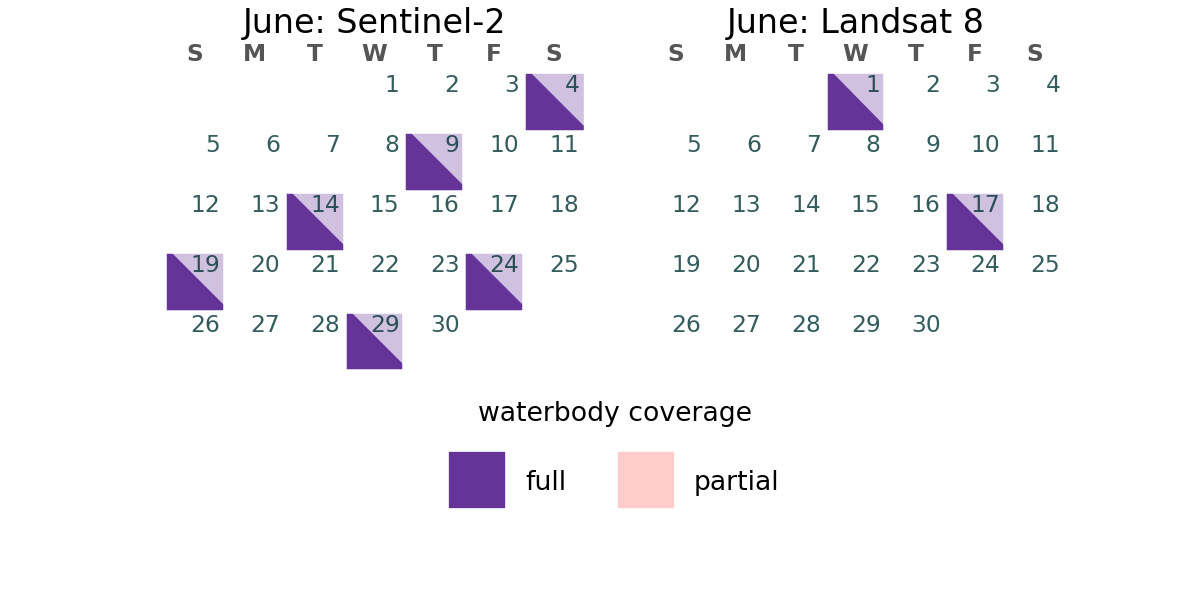 June: Sentinel-2
S M T W T F S
1 2 3 4
5 6 7 8 9 10 11
12 13 14 15 16 17 18
19 20 21 22 23 24 25
26 27 28 29 30
June: Landsat 8
S M T W T F S
1 2 3 4
5 6 7 8 9 10 11
12 13 14 15 16 17 18
19 20 21 22 23 24 25
26 27 28 29 30
waterbody coverage
full partial